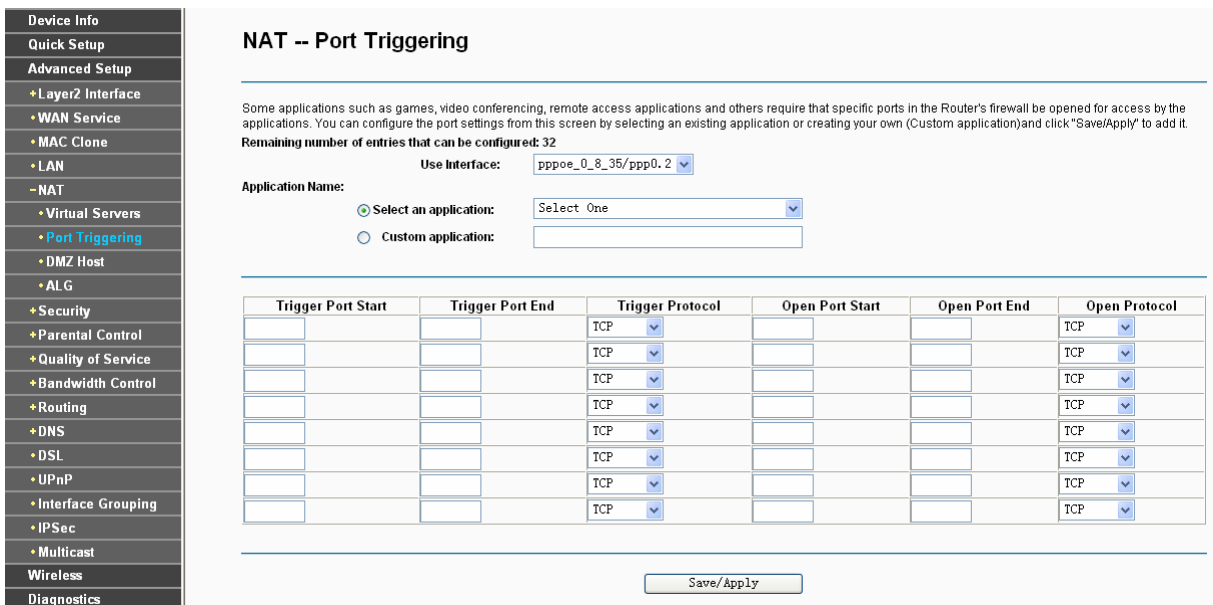 Device Info
Quick Setup
Advanced Setup
+Layer2 Interface
•WAN Service
•MAC Clone
•LAN
-NAT
•Virtual Servers
•Port Triggering
•DMZ Host
•ALG
+Security
+Parental Control
+Quality of Service
+Bandwidth Control
+Routing
+DNS
•DSL
•UPnP
•Interface Grouping
•IPSec
•Multicast
Wireless
Diagnostics
NAT -- Port Triggering
Some applications such as games, video conferencing, remote access applications and others require that specific ports in the Router's firewall be opened for access by the
applications. You can configure the port settings from this screen by selecting an existing application or creating your own (Custom application)and click "Save/Apply" to add it.
Remaining number of entries that can be configured: 32
Use Interface: pppoe_0_8_35/ppp0.2
Application Name:
Select an application: Select One
Custom application:
Trigger Port Start Trigger Port End Trigger Protocol Open Port Start Open Port End Open Protocol
TCP TCP
TCP TCP
TCP TCP
TCP TCP
TCP TCP
TCP TCP
TCP TCP
TCP TCP
Save/Apply